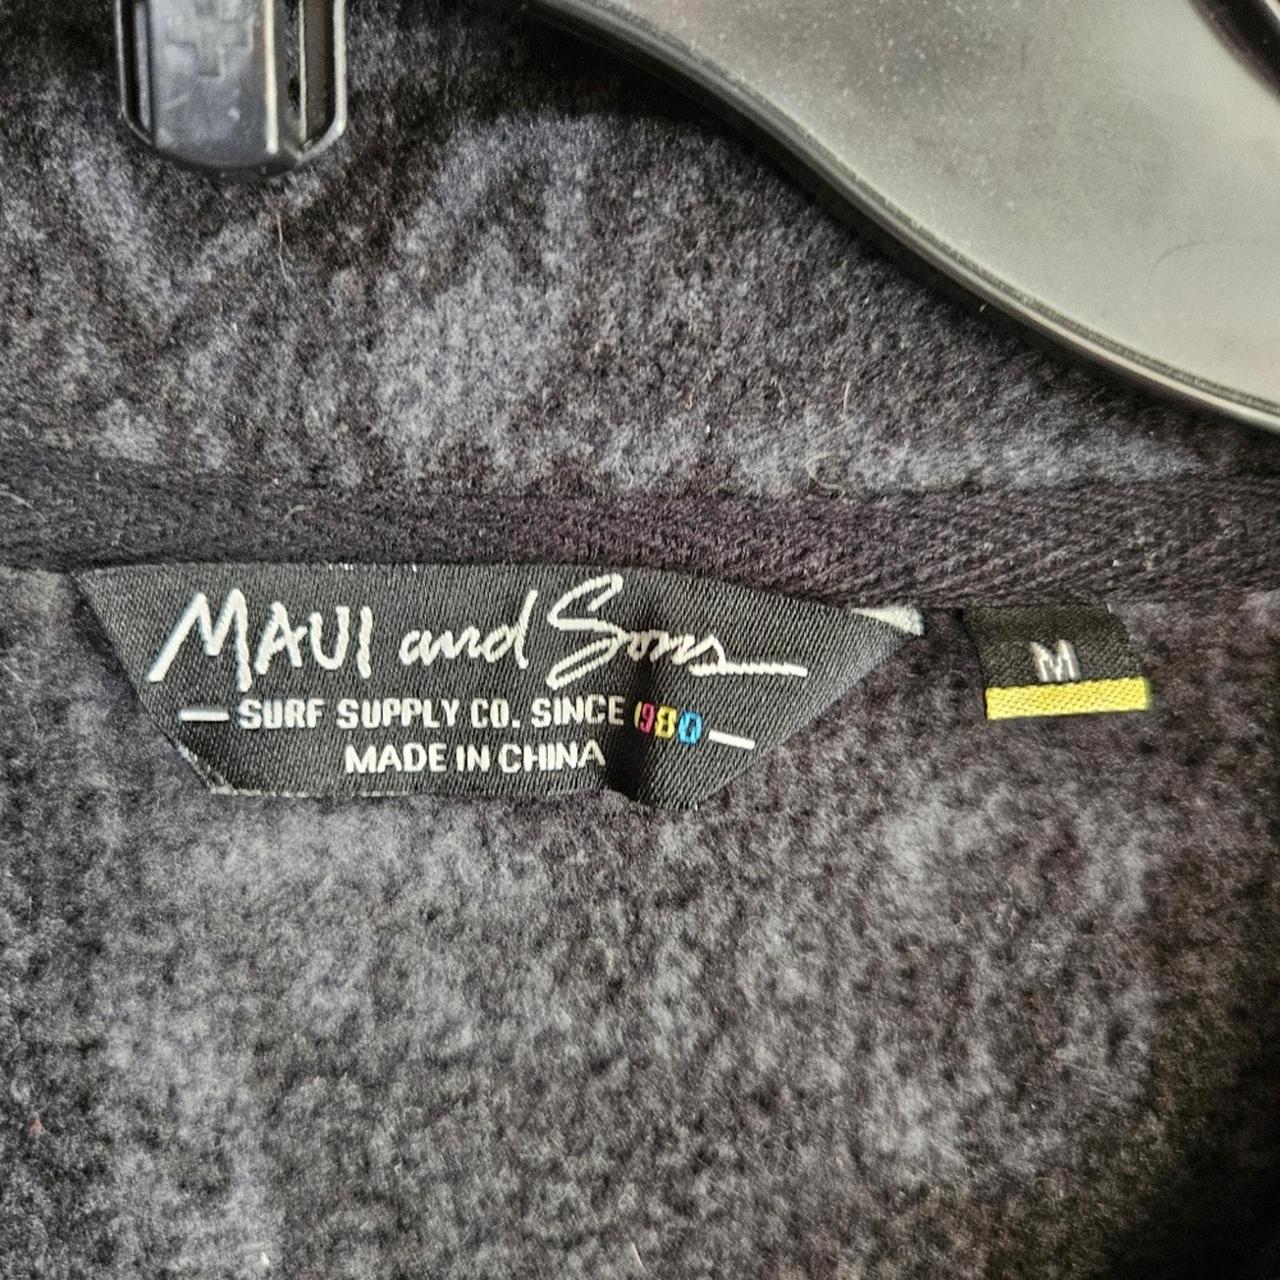 MAUI and Sons
SURF SUPPLY CO. SINCE 1980
MADE IN CHINA
M